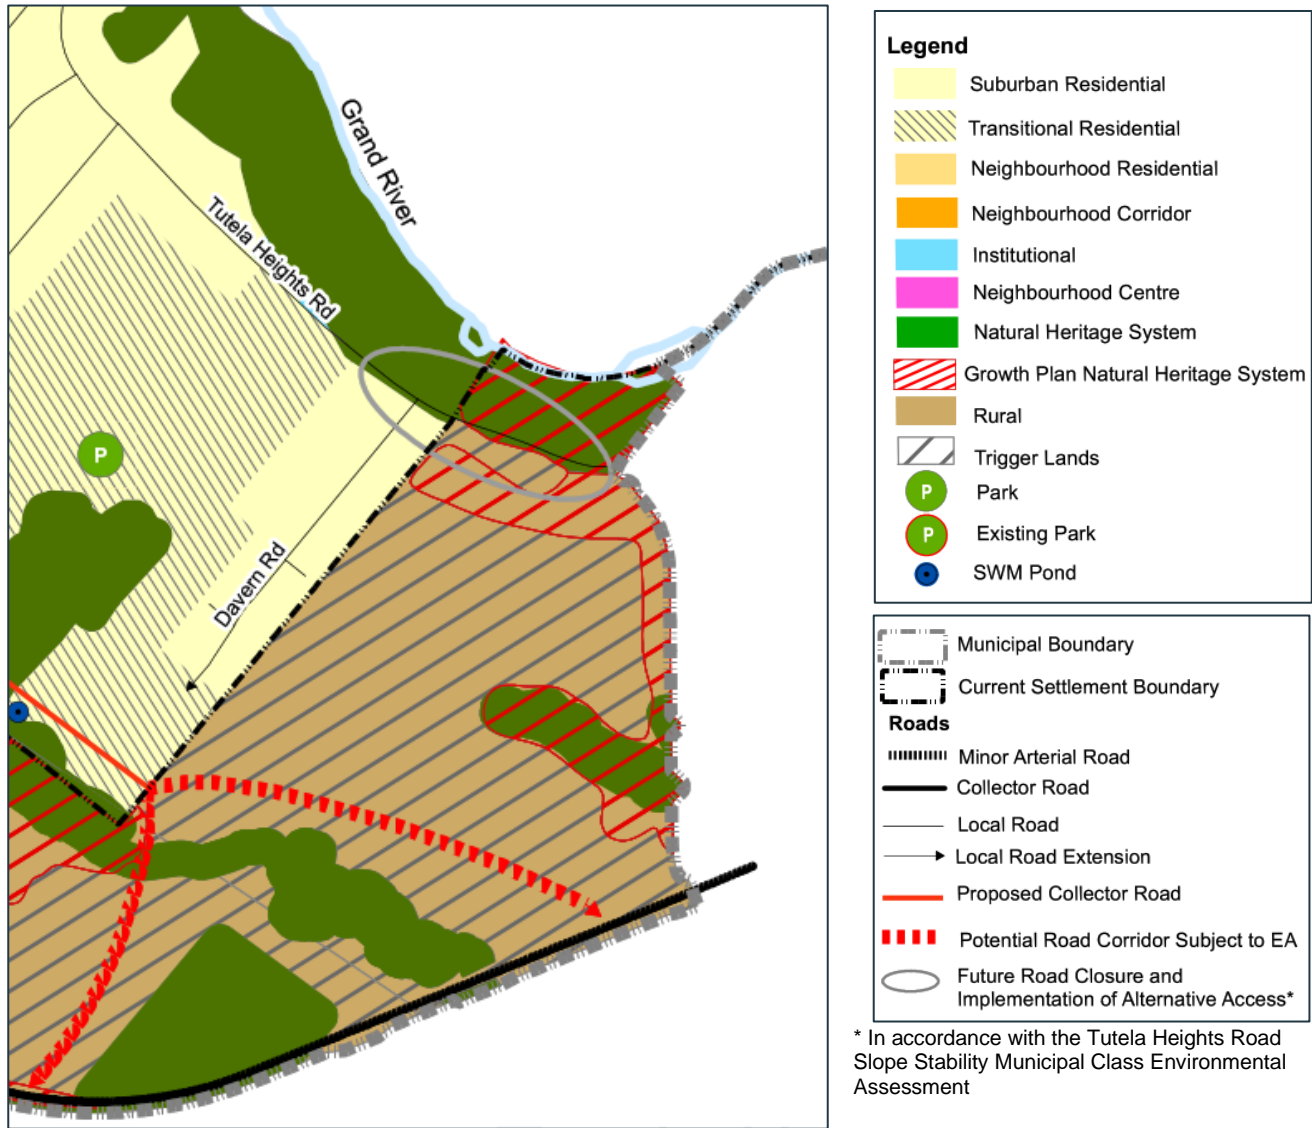 Grand River
Tutela Heights Rd
P
Davern Rd
Legend
Suburban Residential
Transitional Residential
Neighbourhood Residential
Neighbourhood Corridor
Institutional
Neighbourhood Centre
Natural Heritage System
Growth Plan Natural Heritage System
Rural
Trigger Lands
P
Park
P
Existing Park
SWM Pond
Municipal Boundary
Current Settlement Boundary
Roads
Minor Arterial Road
Collector Road
Local Road
Local Road Extension
Proposed Collector Road
Potential Road Corridor Subject to EA
Future Road Closure and
Implementation of Alternative Access*
* In accordance with the Tutela Heights Road
Slope Stability Municipal Class Environmental
Assessment